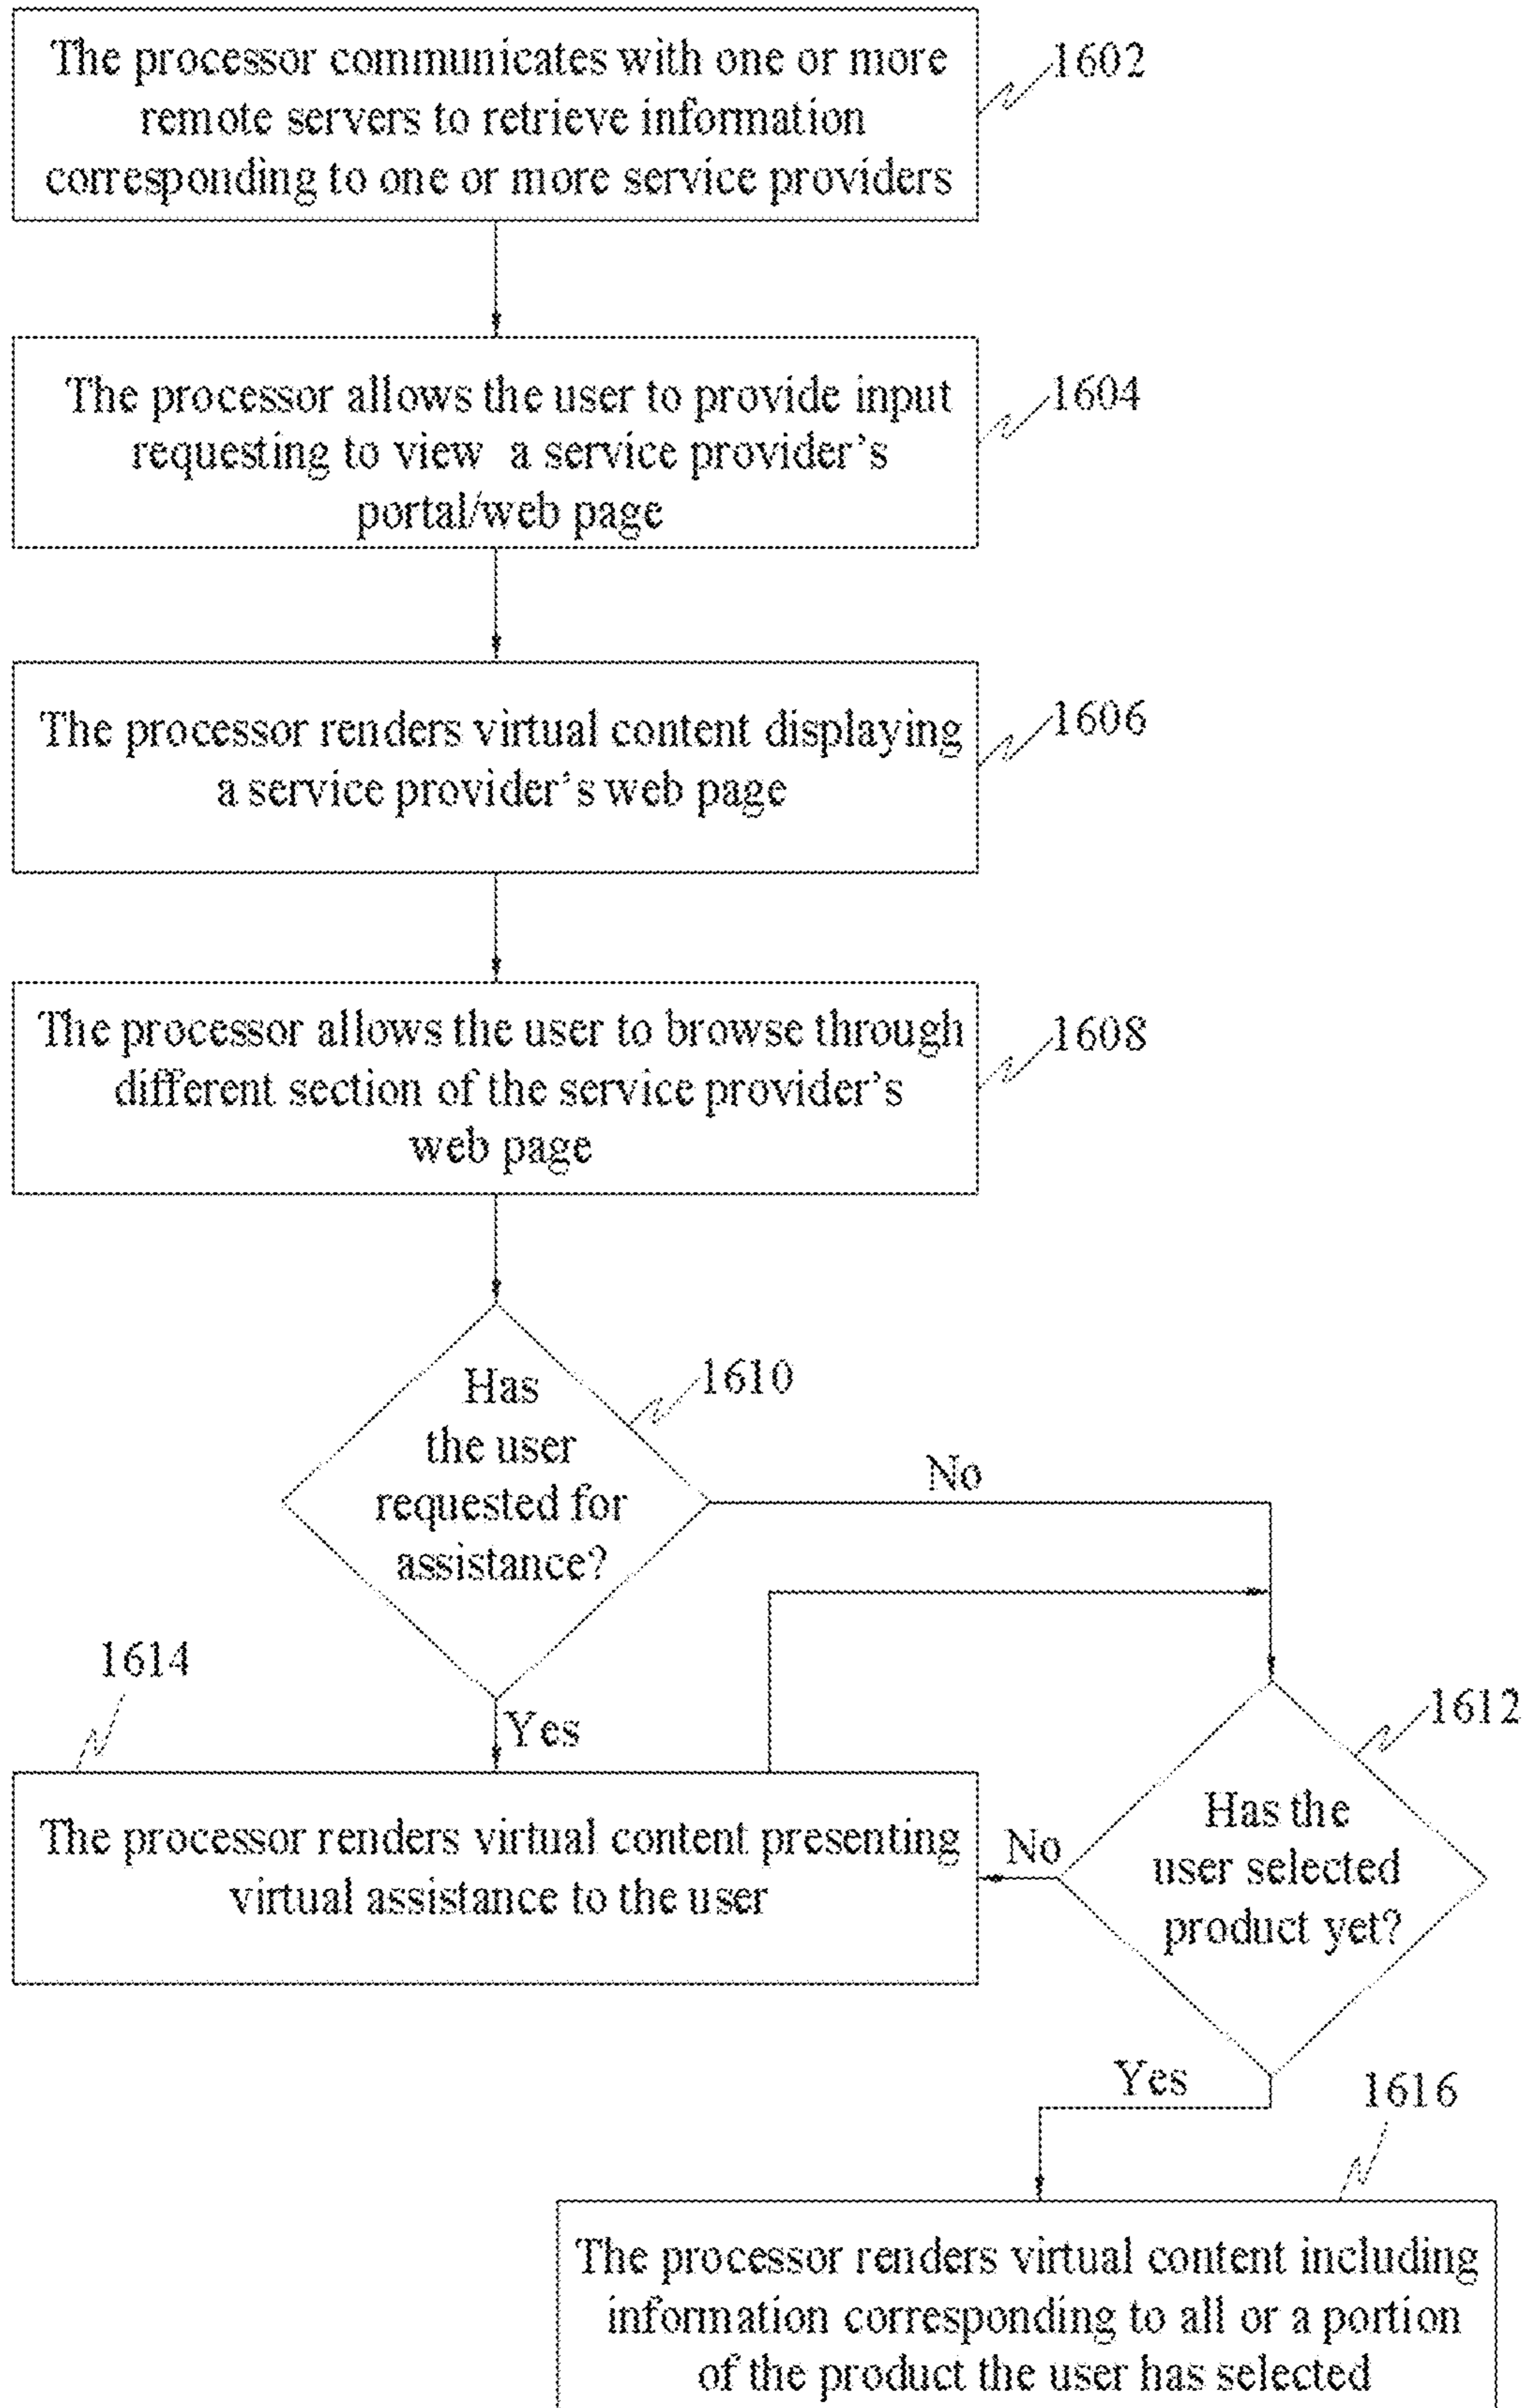 The processor communicates with one or more
remote servers to retrieve information
corresponding to one or more service providers
1602
The processor allows the user to provide input
requesting to view a service provider's
portal/web page
1604
The processor renders virtual content displaying
a service provider's web page
1606
The processor allows the user to browse through
different section of the service provider's
web page
1608
Has
the user
requested for
assistance?
1610
No
Yes
1614
The processor renders virtual content presenting
virtual assistance to the user
1612
Has the
user selected
product yet?
No
Yes
1616
The processor renders virtual content including
information corresponding to all or a portion
of the product the user has selected